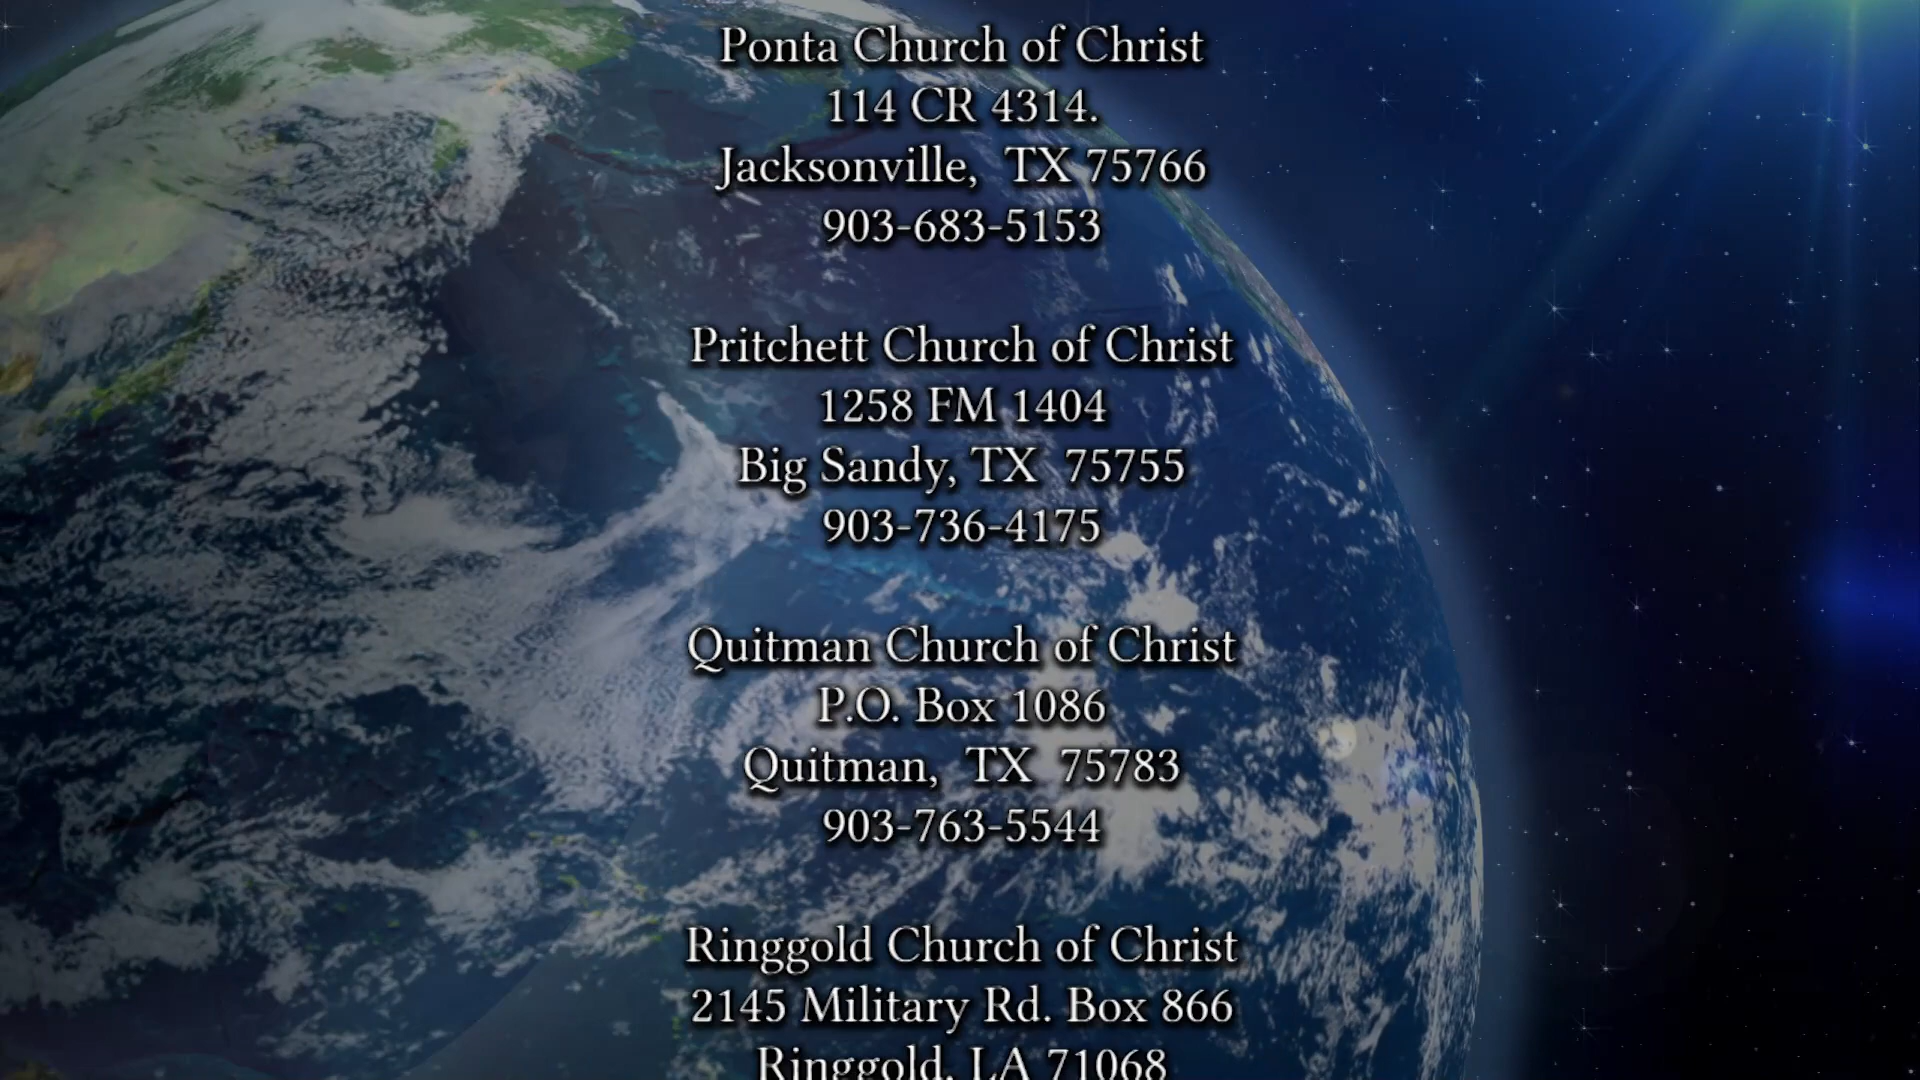 Ponta Church of Christ
114 CR 4314.
Jacksonville, TX 75766
903-683-5153
Pritchett Church of Christ
1258 FM 1404
Big Sandy, TX 75755
903-736-4175
Quitman Church of Christ
P.O. Box 1086
Quitman, TX 75783
903-763-5544
Ringgold Church of Christ
2145 Military Rd. Box 866
Ringgold, LA 71068